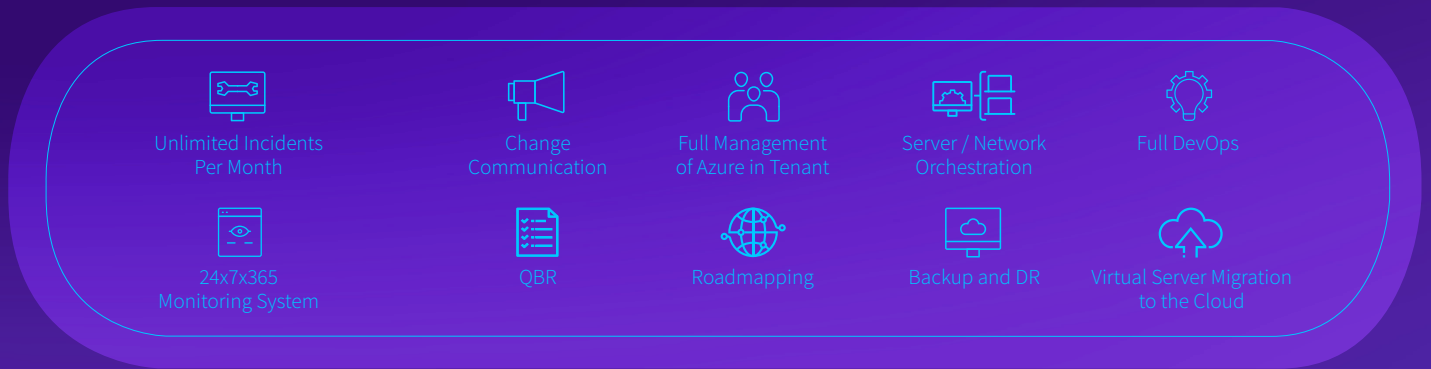 Unlimited Incidents
Per Month
Change
Communication
Full Management
of Azure in Tenant
Server / Network
Orchestration
Full DevOps
24x7x365
Monitoring System
QBR
Roadmapping
Backup and DR
Virtual Server Migration
to the Cloud